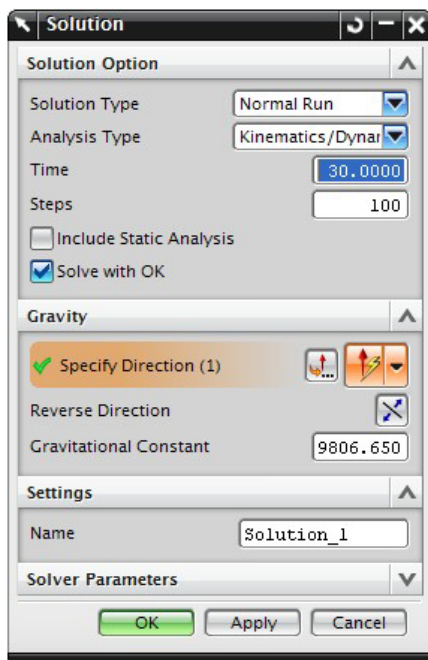 Solution
Solution Option
Solution Type Normal Run
Analysis Type Kinematics/Dynar
Time 30.0000
Steps 100
Include Static Analysis
Solve with OK
Gravity
Specify Direction (1)
Reverse Direction
Gravitational Constant 9806.650
Settings
Name Solution_1
Solver Parameters
OK Apply Cancel